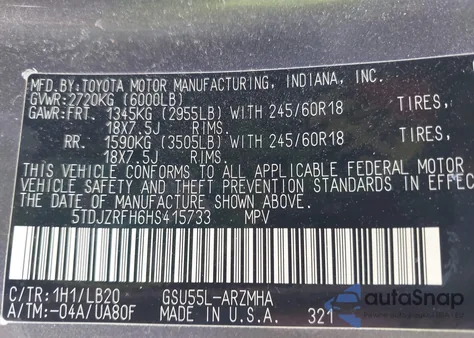 MFD.BY:TOYOTA MOTOR MANUFACTURING, INDIANA, INC.
GVWR:2720KG (6000LB)
GAWR:FRT. 1345KG (2955LB) WITH 245/60R18 TIRES,
18X7.5J RIMS.
RR. 1590KG (3505LB) WITH 245/60R18 TIRES,
18X7.5J RIMS.
THIS VEHICLE CONFORMS TO ALL APPLICABLE FEDERAL MOTOR
VEHICLE SAFETY AND THEFT PREVENTION STANDARDS IN EFFEC
THE DATE OF MANUFACTURE SHOWN ABOVE.
5TDJZRFH6HS415733 MPV
C/TR:1H1/LB20 GSU55L-ARZMHA
A/TM:-04A/UA80F MADE IN U.S.A. 321
autoSnap